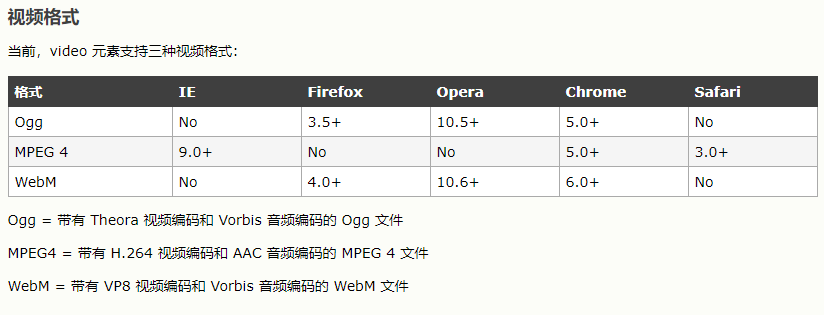 视频格式
当前，video 元素支持三种视频格式：
格式 IE Firefox Opera Chrome Safari
Ogg No 3.5+ 10.5+ 5.0+ No
MPEG 4 9.0+ No No 5.0+ 3.0+
WebM No 4.0+ 10.6+ 6.0+ No
Ogg = 带有 Theora 视频编码和 Vorbis 音频编码的 Ogg 文件
MPEG4 = 带有 H.264 视频编码和 AAC 音频编码的 MPEG 4 文件
WebM = 带有 VP8 视频编码和 Vorbis 音频编码的 WebM 文件